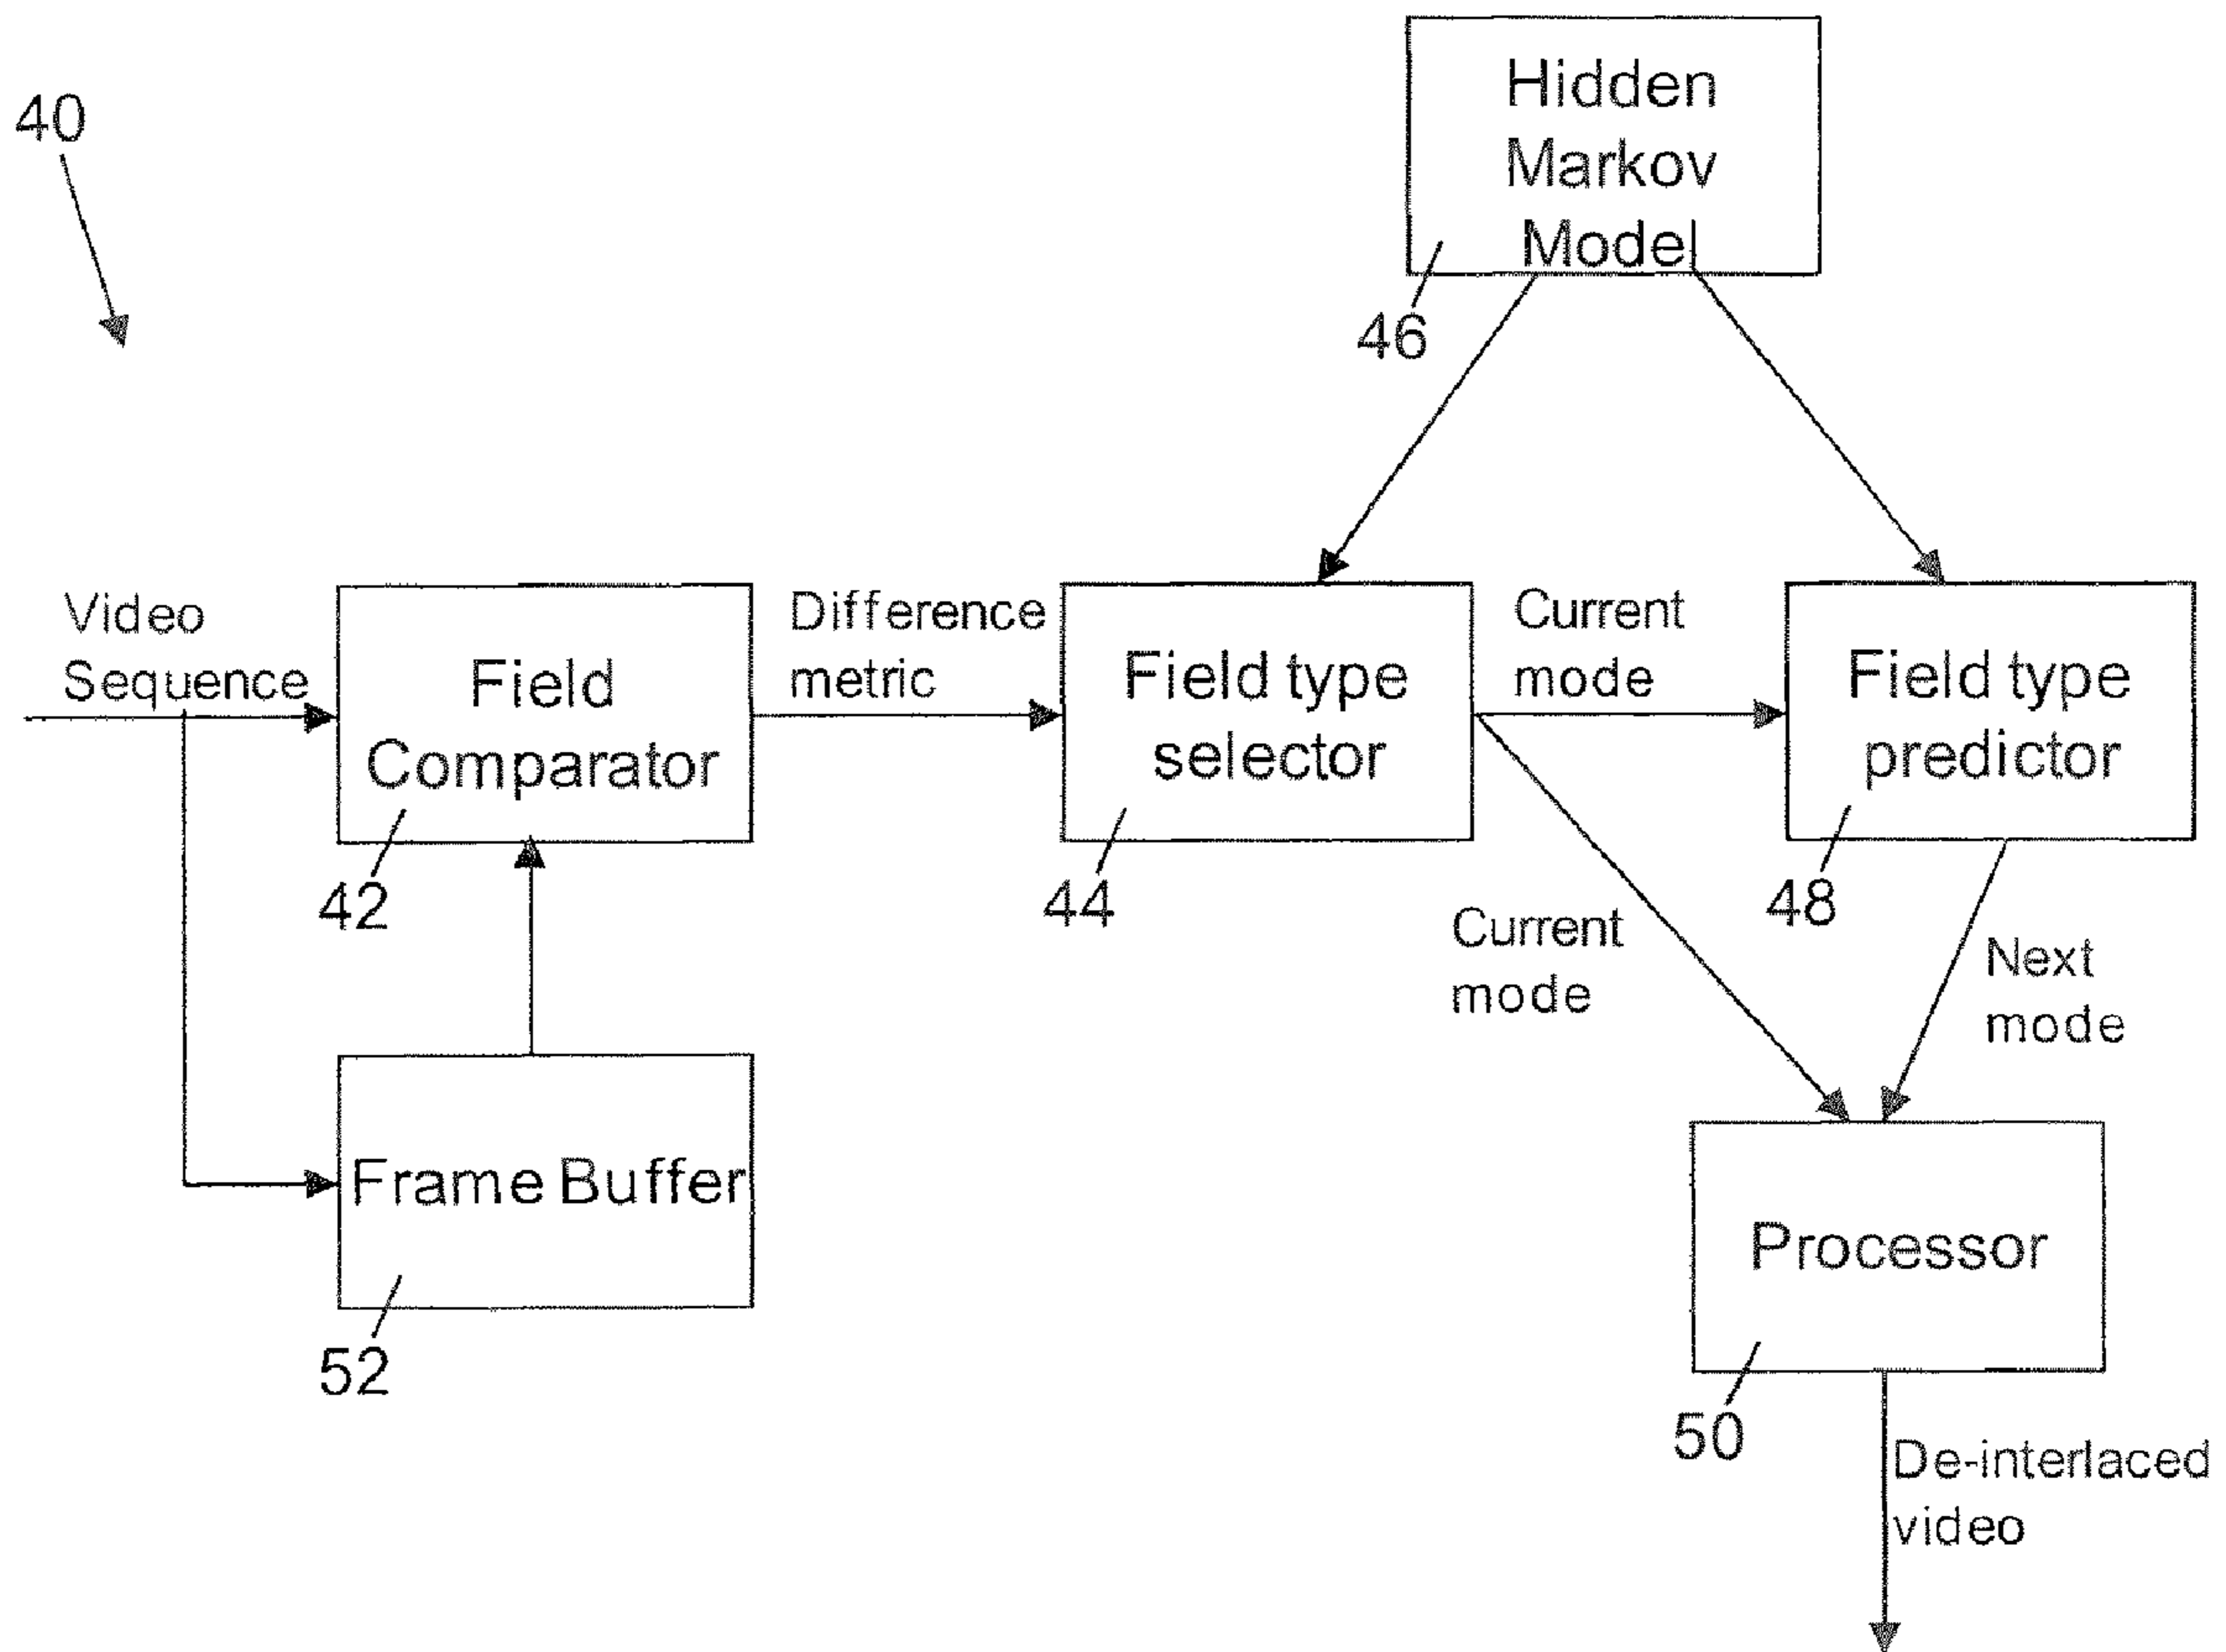 40
Hidden
Markov
Model
46
Video
Sequence
Field
Comparator
42
Difference
metric
Field type
selector
44
Current
mode
Field type
predictor
48
Current
mode
Next
mode
Frame Buffer
52
Processor
50
De-interlaced
video